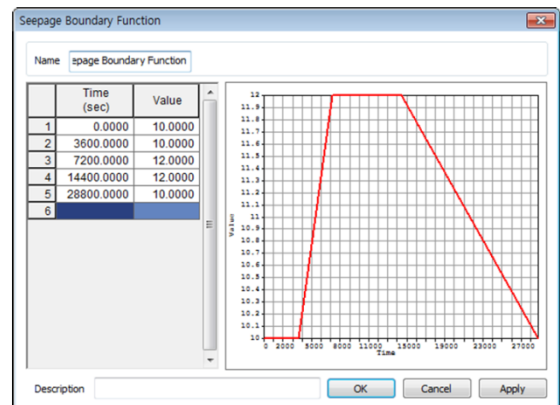 Seepage Boundary Function
Name epage Boundary Function
Time (sec) Value
1 0.0000 10.0000
2 3600.0000 10.0000
3 7200.0000 12.0000
4 14400.0000 12.0000
5 28800.0000 10.0000
6
12
11.9
11.8
11.7
11.6
11.5
11.4
11.3
11.2
11.1
11
10.9
10.8
10.7
10.6
10.5
10.4
10.3
10.2
10.1
10
Value
0 2000 5000 8000 11000 15000 19000 23000 27000
Time
Description
OK Cancel Apply